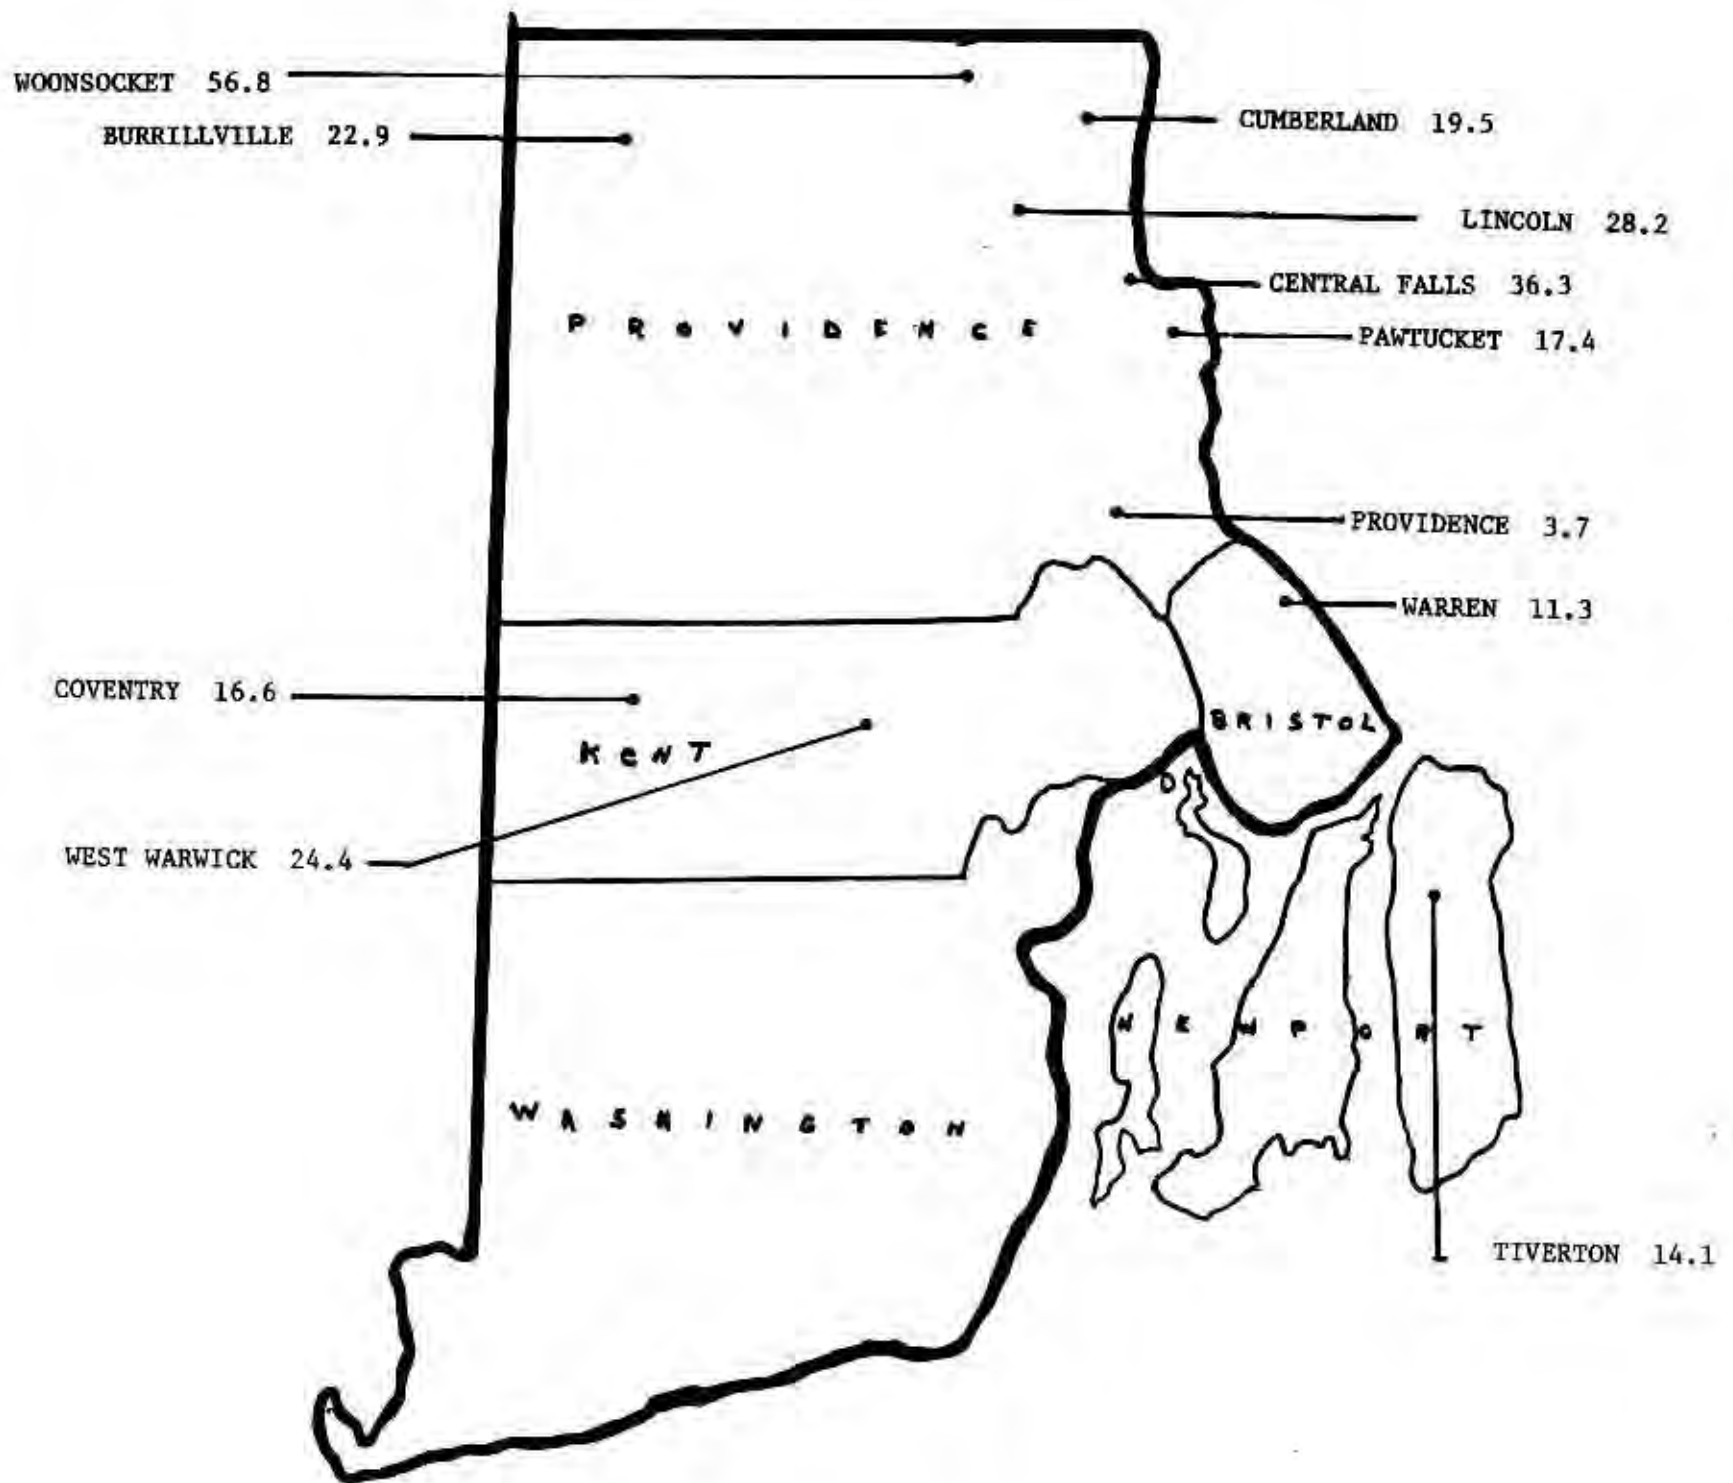 WOONSOCKET 56.8
BURRILLVILLE 22.9
CUMBERLAND 19.5
LINCOLN 28.2
CENTRAL FALLS 36.3
PROVIDENCE
PAWTUCKET 17.4
PROVIDENCE 3.7
WARREN 11.3
COVENTRY 16.6
BRISTOL
KENT
WEST WARWICK 24.4
NEWPORT
WASHINGTON
TIVERTON 14.1